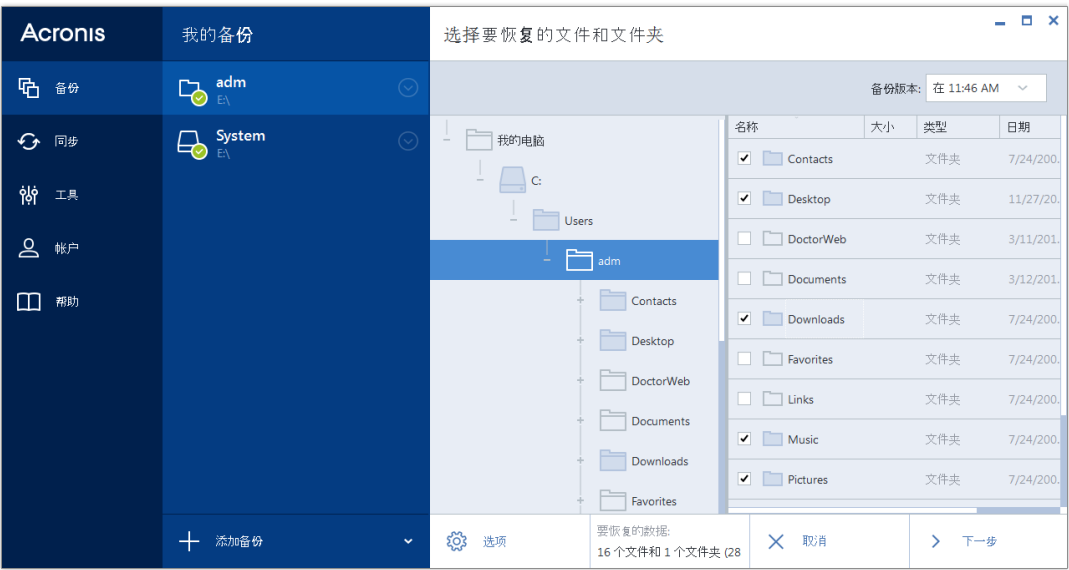 Acronis
备份
同步
工具
帐户
帮助
我的备份
adm
E:\
System
E:\
添加备份
选择要恢复的文件和文件夹
备份版本: 在 11:46 AM
我的电脑
C:
Users
adm
Contacts
Desktop
DoctorWeb
Documents
Downloads
Favorites
名称 大小 类型 日期
Contacts 文件夹 7/24/200.
Desktop 文件夹 11/27/20.
DoctorWeb 文件夹 3/11/201.
Documents 文件夹 3/12/201.
Downloads 文件夹 7/24/200.
Favorites 文件夹 7/24/200.
Links 文件夹 7/24/200.
Music 文件夹 7/24/200.
Pictures 文件夹 7/24/200.
选项
要恢复的数据:
16 个文件和 1 个文件夹 (28
取消
下一步